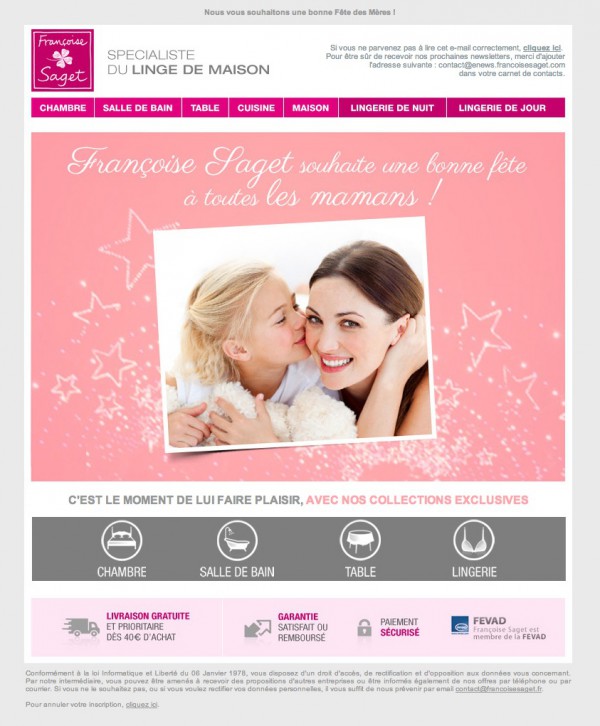 Nous vous souhaitons une bonne Fête des Mères !
Françoise
Saget
SPECIALISTE
DU LINGE DE MAISON
Si vous ne parvenez pas à lire cet e-mail correctement, cliquez ici.
Pour être sûr de recevoir nos prochaines newsletters, merci d'ajouter
l'adresse suivante : contact@enews.francoisesaget.com
dans votre carnet de contacts.
CHAMBRE SALLE DE BAIN TABLE CUISINE MAISON LINGERIE DE NUIT LINGERIE DE JOUR
Françoise Saget souhaite une bonne fête
à toutes les mamans !
C'EST LE MOMENT DE LUI FAIRE PLAISIR, AVEC NOS COLLECTIONS EXCLUSIVES
CHAMBRE SALLE DE BAIN TABLE LINGERIE
LIVRAISON GRATUITE
ET PRIORITAIRE
DÈS 40€ D'ACHAT
GARANTIE
SATISFAIT OU
REMBOURSÉ
PAIEMENT
SÉCURISÉ
FEVAD
Françoise Saget est
membre de la FEVAD
Conformément à la loi Informatique et Liberté du 06 Janvier 1978, vous disposez d'un droit d'accès, de rectification et d'opposition aux données vous concernant.
Par notre intermédiaire, vous pouvez être amenés à recevoir des propositions d'autres entreprises ou être informés également de nos offres par téléphone ou par
courrier. Si vous ne le souhaitez pas, ou si vous voulez rectifier vos données personnelles, il vous suffit de nous prévenir par email contact@francoisesaget.fr.
Pour annuler votre inscription, cliquez ici.